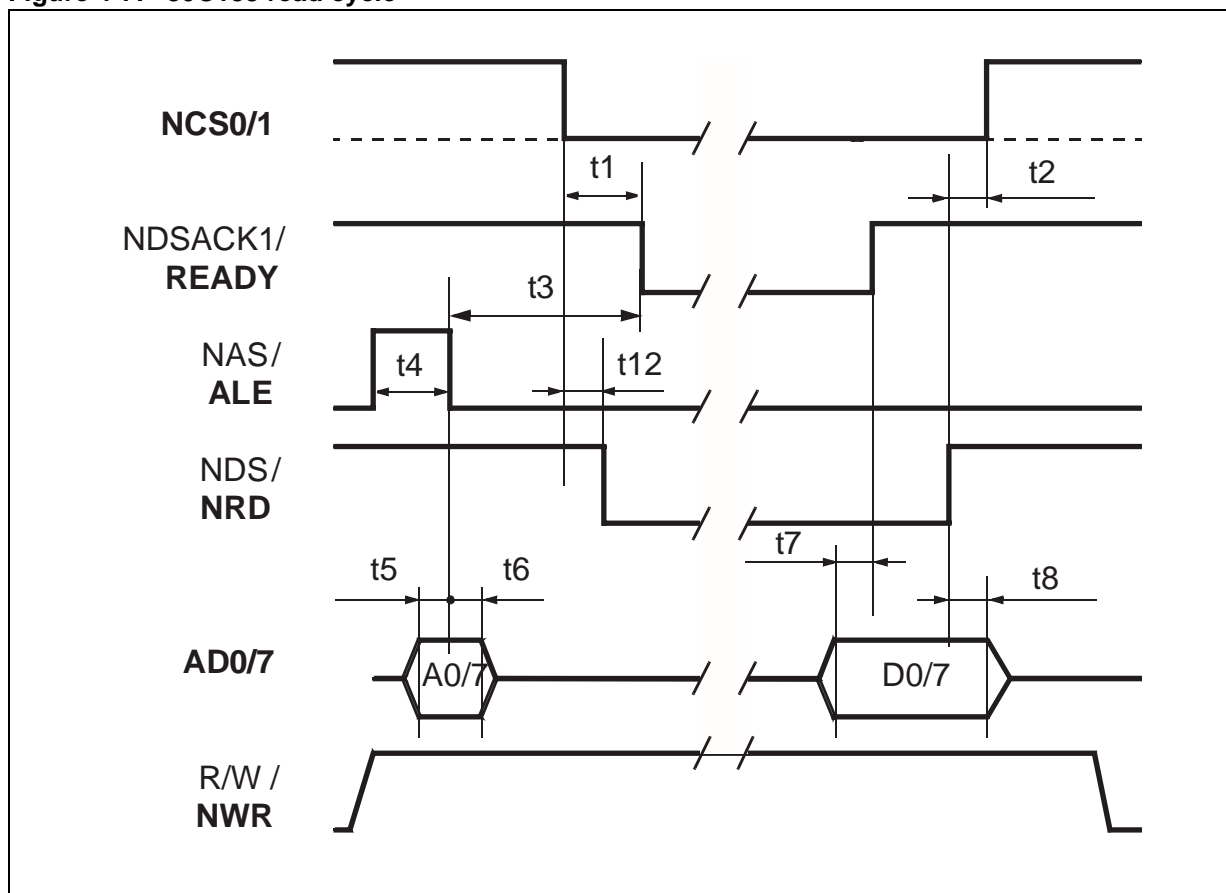 NCS0/1
t1
t2
NDSACK1/
READY
t3
NAS/
ALE
t4
t12
NDS/
NRD
t7
t5
t6
t8
AD0/7
A0/7
D0/7
R/W /
NWR